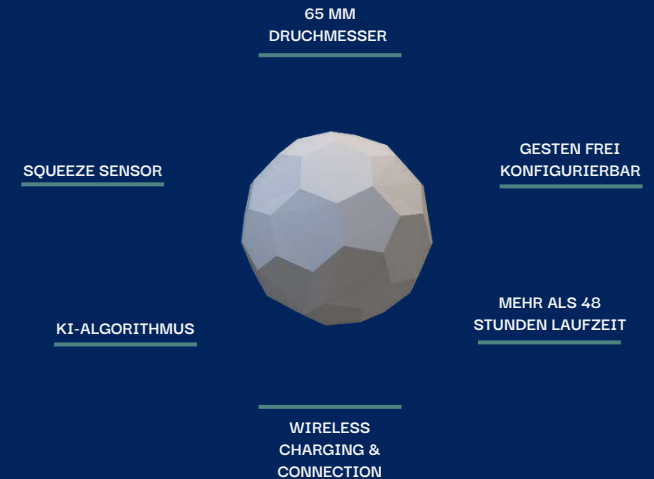 65 MM
DRUCHMESSER
SQUEEZE SENSOR
GESTEN FREI
KONFIGURIERBAR
KI-ALGORITHMUS
MEHR ALS 48
STUNDEN LAUFZEIT
WIRELESS
CHARGING &
CONNECTION